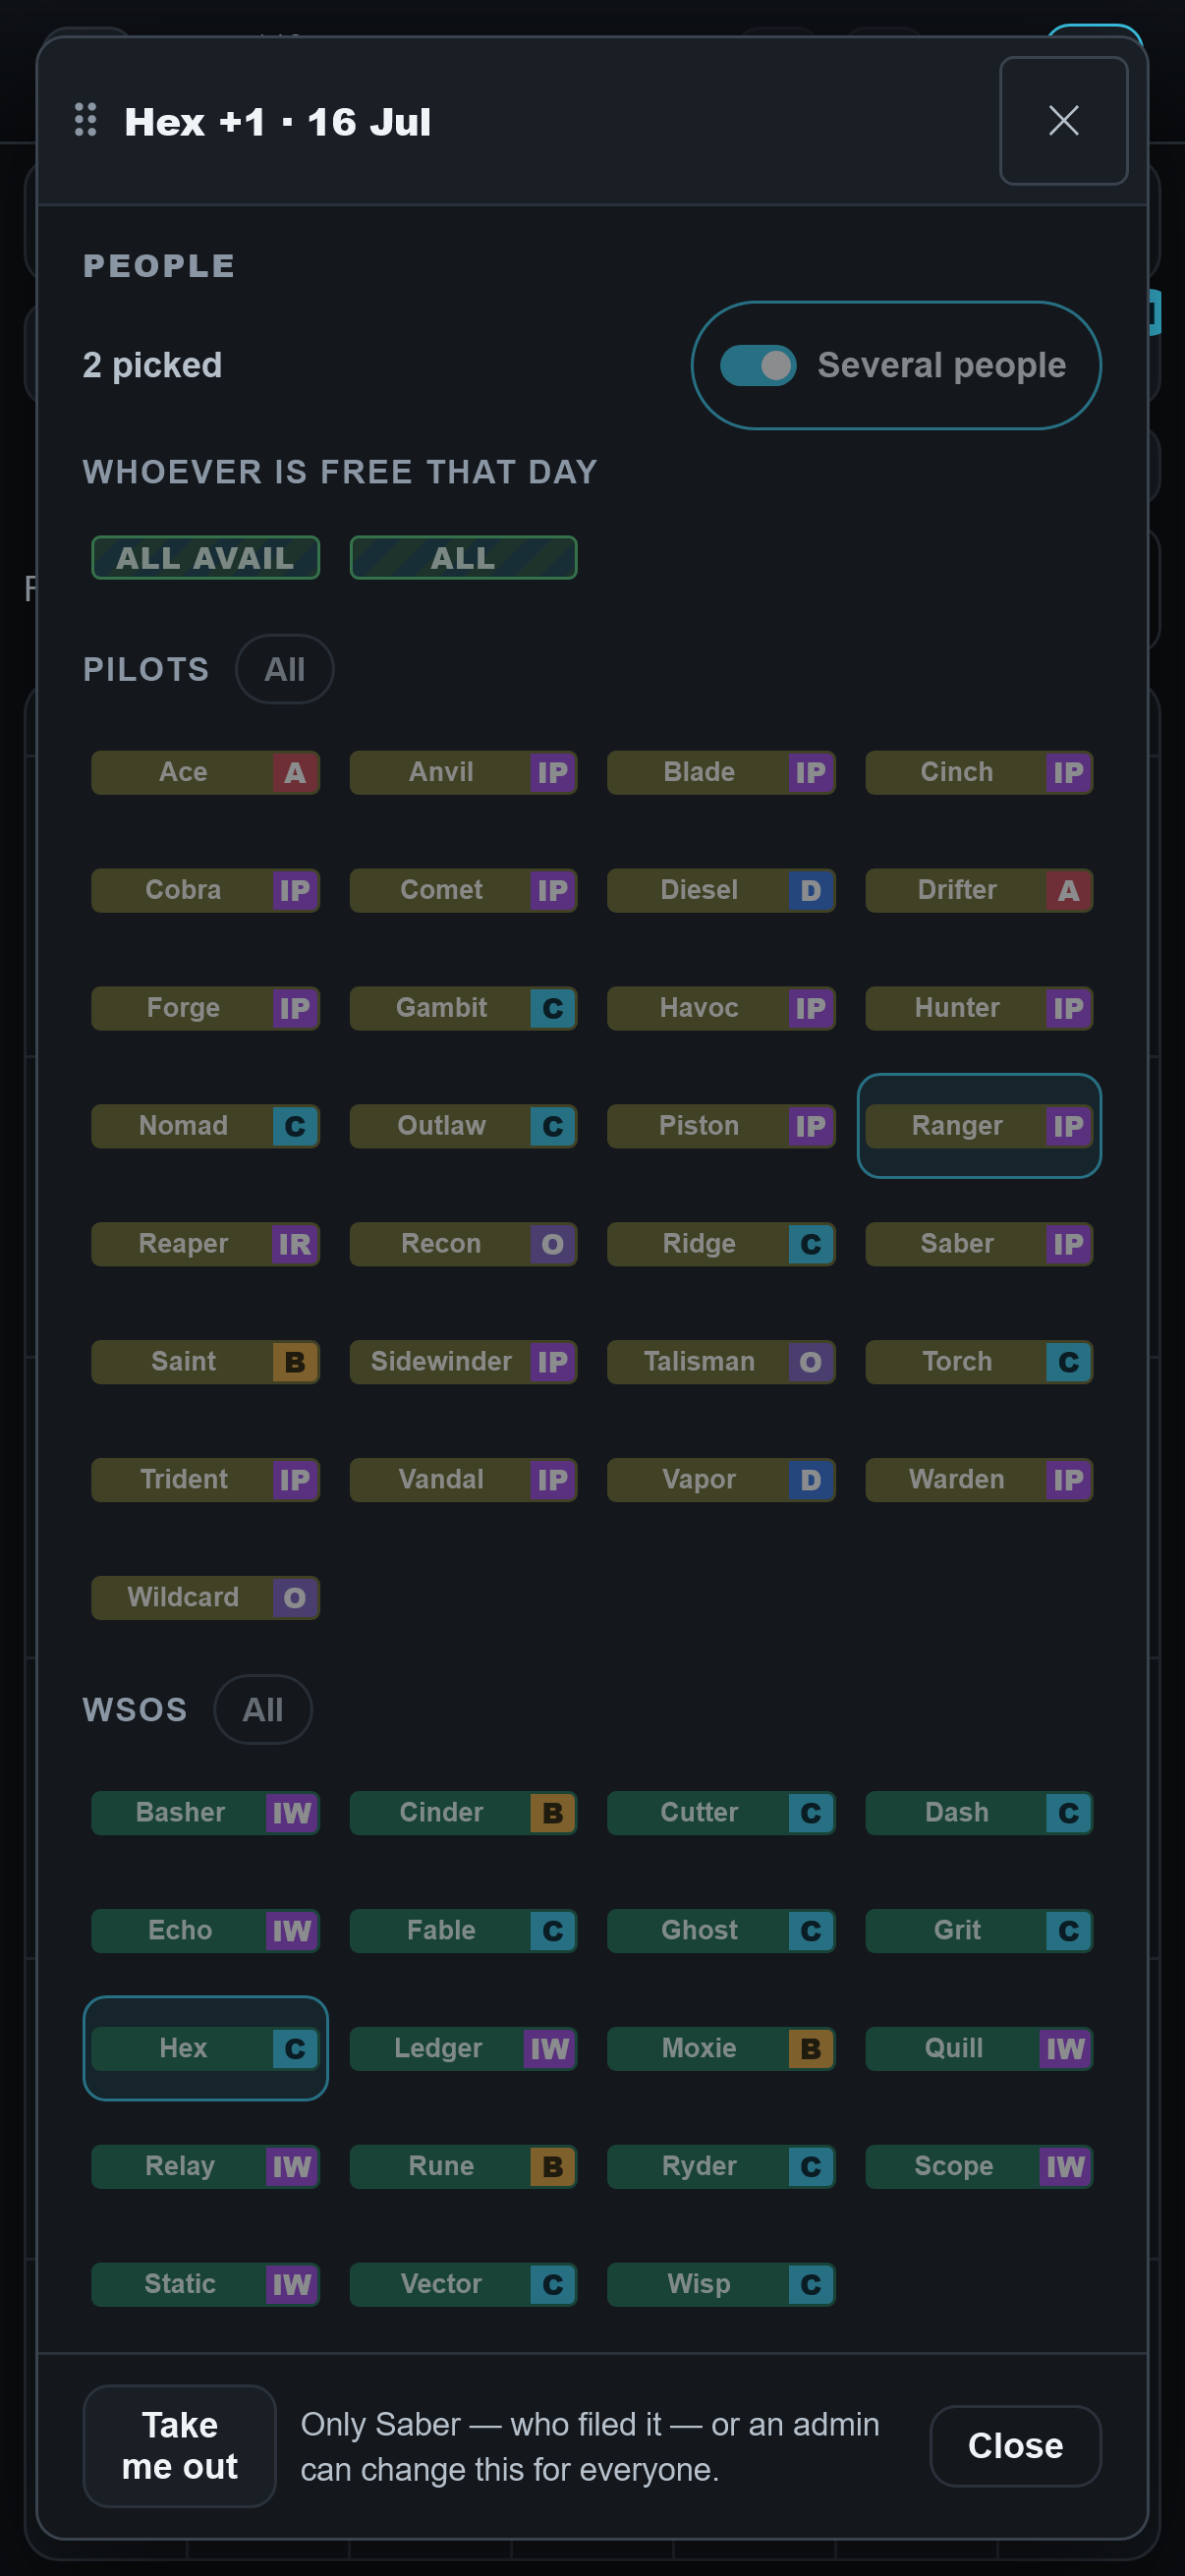 Hex +1 · 16 Jul
PEOPLE
2 picked
Several people
WHOEVER IS FREE THAT DAY
ALL AVAIL ALL
PILOTS All
Ace A Anvil IP Blade IP Cinch IP
Cobra IP Comet IP Diesel D Drifter A
Forge IP Gambit C Havoc IP Hunter IP
Nomad C Outlaw C Piston IP Ranger IP
Reaper IR Recon O Ridge C Saber IP
Saint B Sidewinder IP Talisman O Torch C
Trident IP Vandal IP Vapor D Warden IP
Wildcard O
WSOS All
Basher IW Cinder B Cutter C Dash C
Echo IW Fable C Ghost C Grit C
Hex C Ledger IW Moxie B Quill IW
Relay IW Rune B Ryder C Scope IW
Static IW Vector C Wisp C
Take
me out
Only Saber — who filed it — or an admin
can change this for everyone.
Close